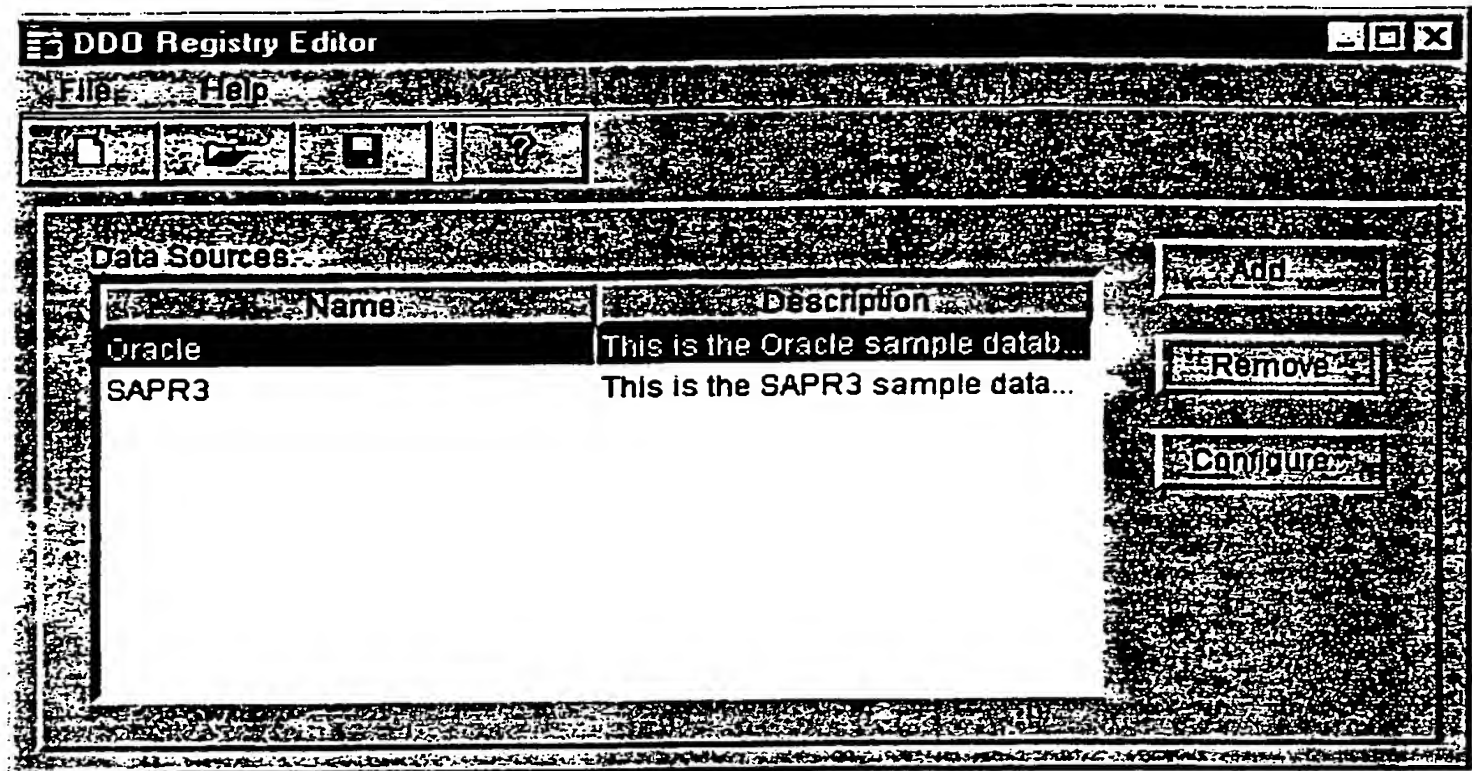 DDO Registry Editor
File Help
?
Data Sources
Add...
Name Description
Oracle This is the Oracle sample datab...
Remove
SAPR3 This is the SAPR3 sample data...
Configure...